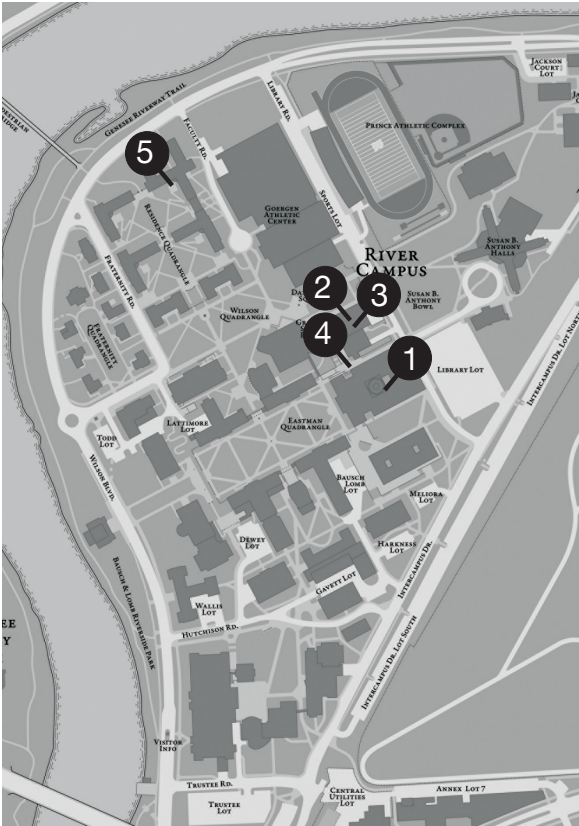 JACKSON
COURT
LOT
GENESEE RIVERWAY TRAIL
LIBRARY RD.
FACULTY RD.
PRINCE ATHLETIC COMPLEX
5
SPORTS LOT
GOERGEN
ATHLETIC
CENTER
RESIDENCE QUADRANGLE
SUSAN B.
ANTHONY
HALLS
RIVER
CAMPUS
FRATERNITY RD.
2
3
SUSAN B.
ANTHONY
BOWL
WILSON
QUADRANGLE
4
1
FRATERNITY
QUADRANGLE
LIBRARY LOT
INTERCAMPUS DR. LOT NORTH
LATTIMORE
LOT
EASTMAN
QUADRANGLE
TODD
LOT
WILSON BLVD.
BAUSCH
LOMB
LOT
MELIORA
LOT
DEWEY
LOT
HARKNESS
LOT
INTERCAMPUS DR.
GAVETT LOT
BAUSCH & LOMB RIVERSIDE PARK
WALLIS
LOT
HUTCHISON RD.
INTERCAMPUS DR. LOT SOUTH
VISITOR
INFO
TRUSTEE RD.
TRUSTEE
LOT
CENTRAL
UTILITIES
LOT
ANNEX LOT 7